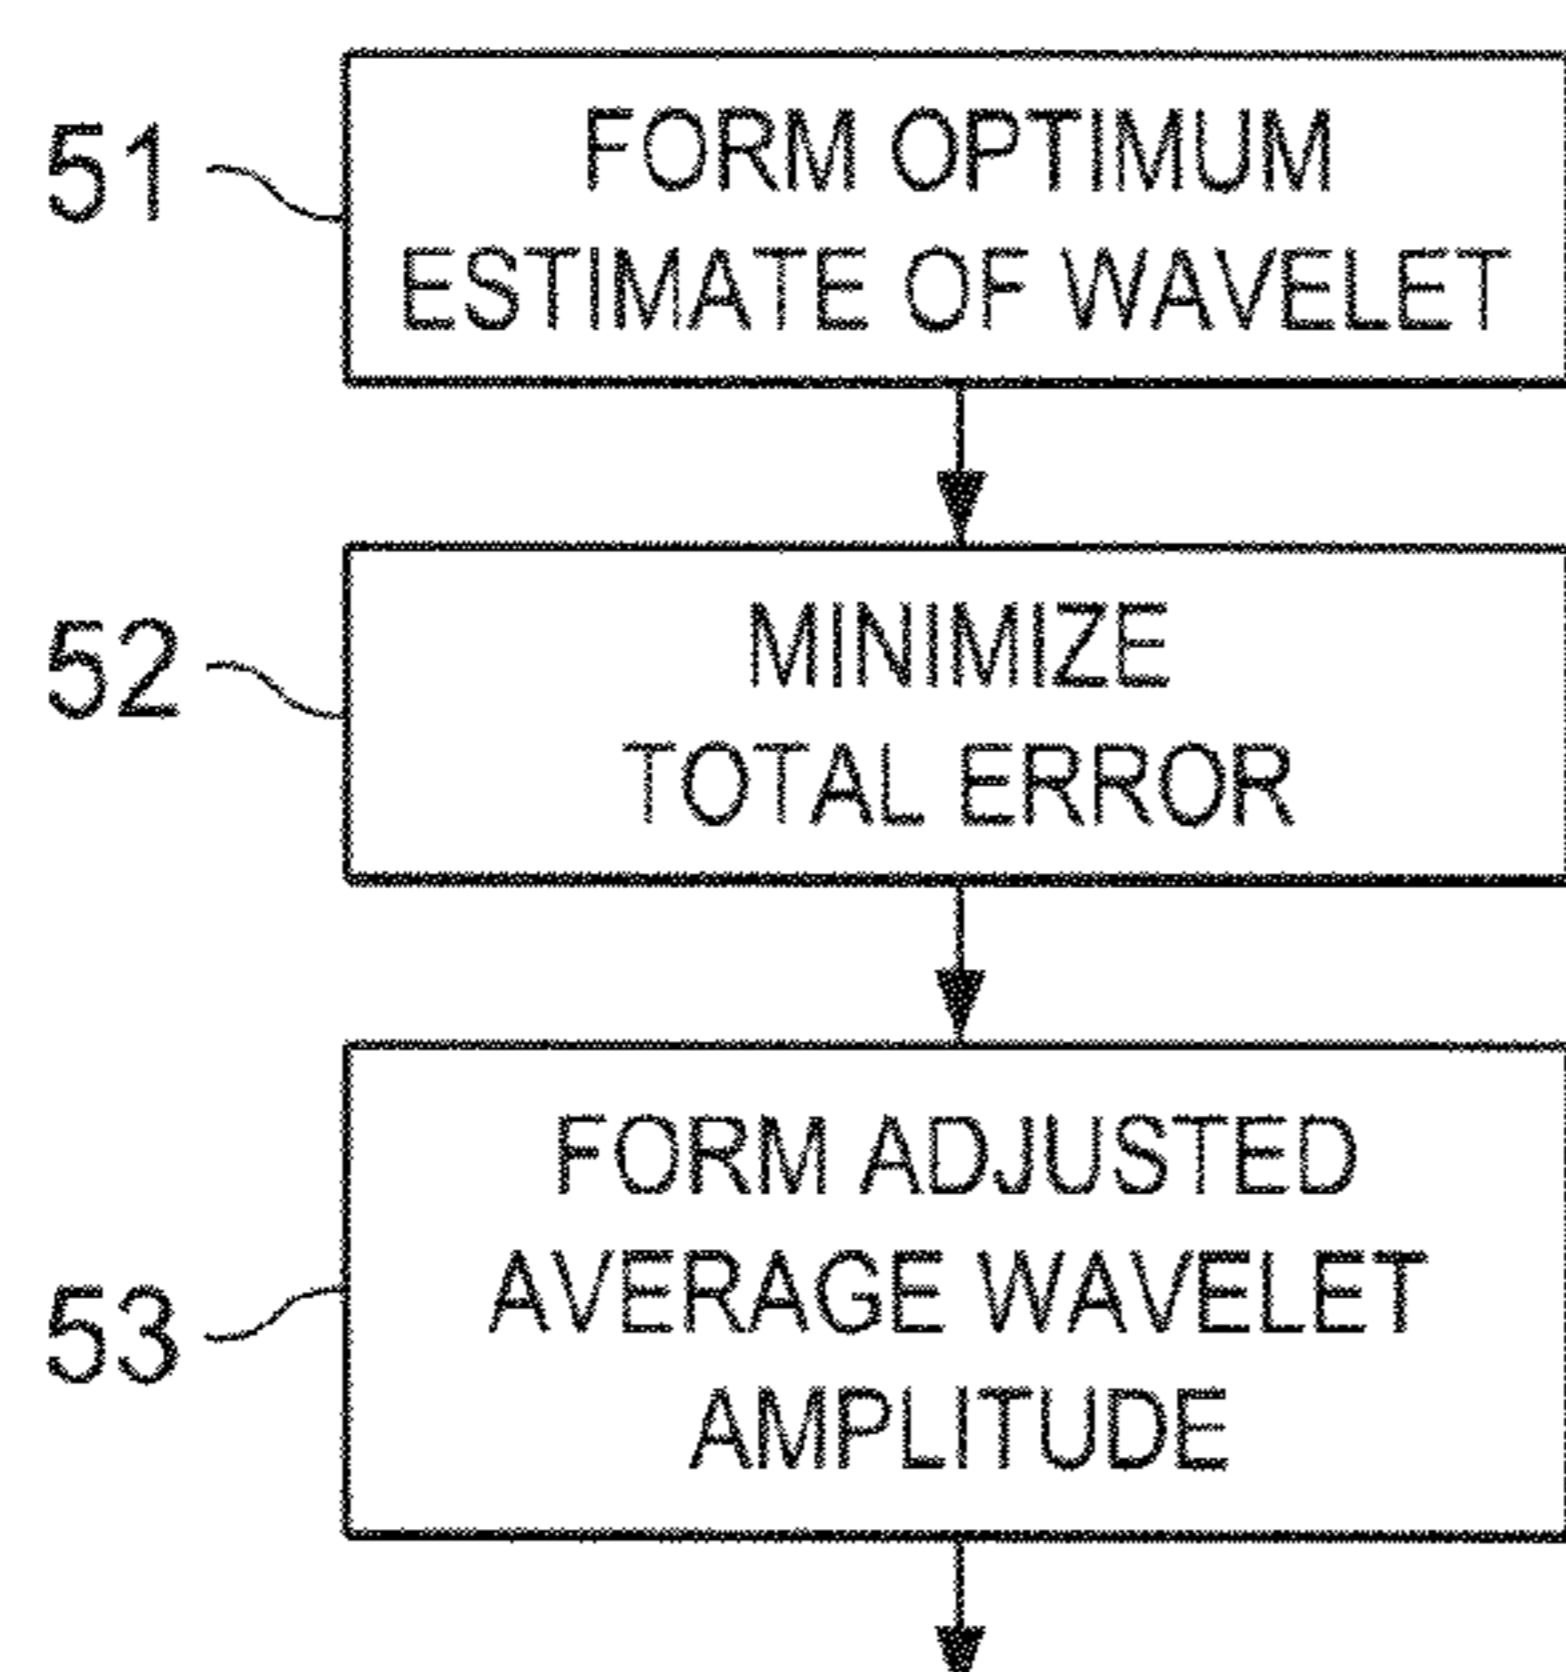 51
FORM OPTIMUM
ESTIMATE OF WAVELET
52
MINIMIZE
TOTAL ERROR
53
FORM ADJUSTED
AVERAGE WAVELET
AMPLITUDE